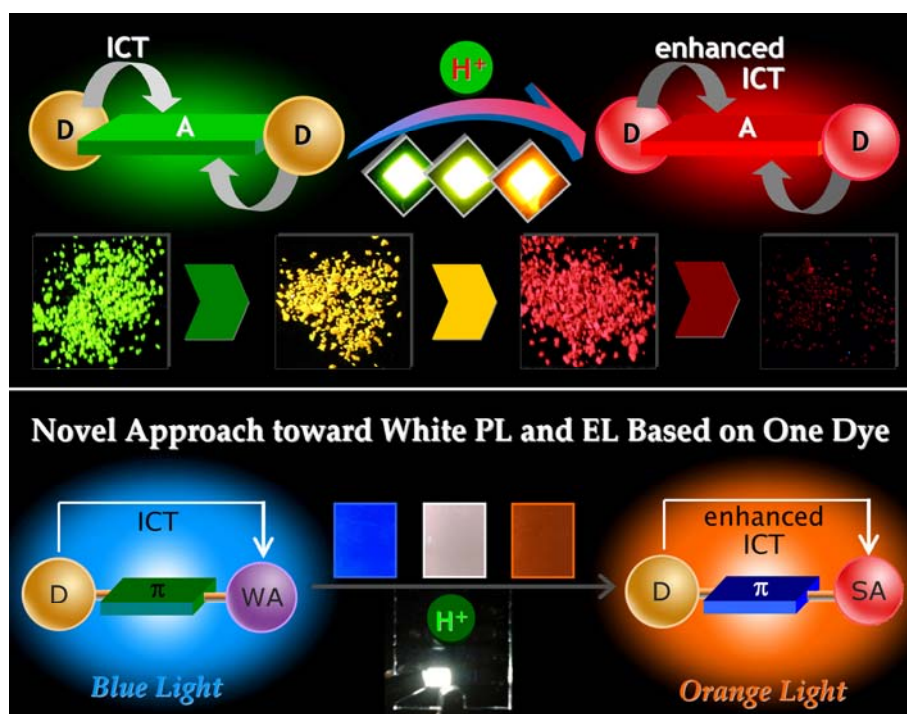 ICT
enhanced
ICT
H⁺
D
A
D
D
A
D
Novel Approach toward White PL and EL Based on One Dye
ICT
D
π
WA
Blue Light
H⁺
enhanced
ICT
D
π
SA
Orange Light